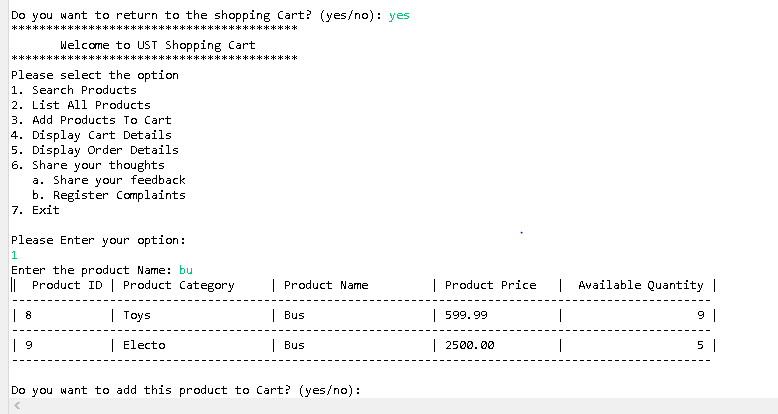 Do you want to return to the shopping Cart? (yes/no): yes
*****************************************
Welcome to UST Shopping Cart
*****************************************
Please select the option
1. Search Products
2. List All Products
3. Add Products To Cart
4. Display Cart Details
5. Display Order Details
6. Share your thoughts
a. Share your feedback
b. Register Complaints
7. Exit
Please Enter your option:
1
Enter the product Name: bu
| Product ID | Product Category | Product Name | Product Price | Available Quantity |
----------------------------------------------------------------------------------------------------
| 8 | Toys | Bus | 599.99 | 9 |
----------------------------------------------------------------------------------------------------
| 9 | Electo | Bus | 2500.00 | 5 |
----------------------------------------------------------------------------------------------------
Do you want to add this product to Cart? (yes/no):